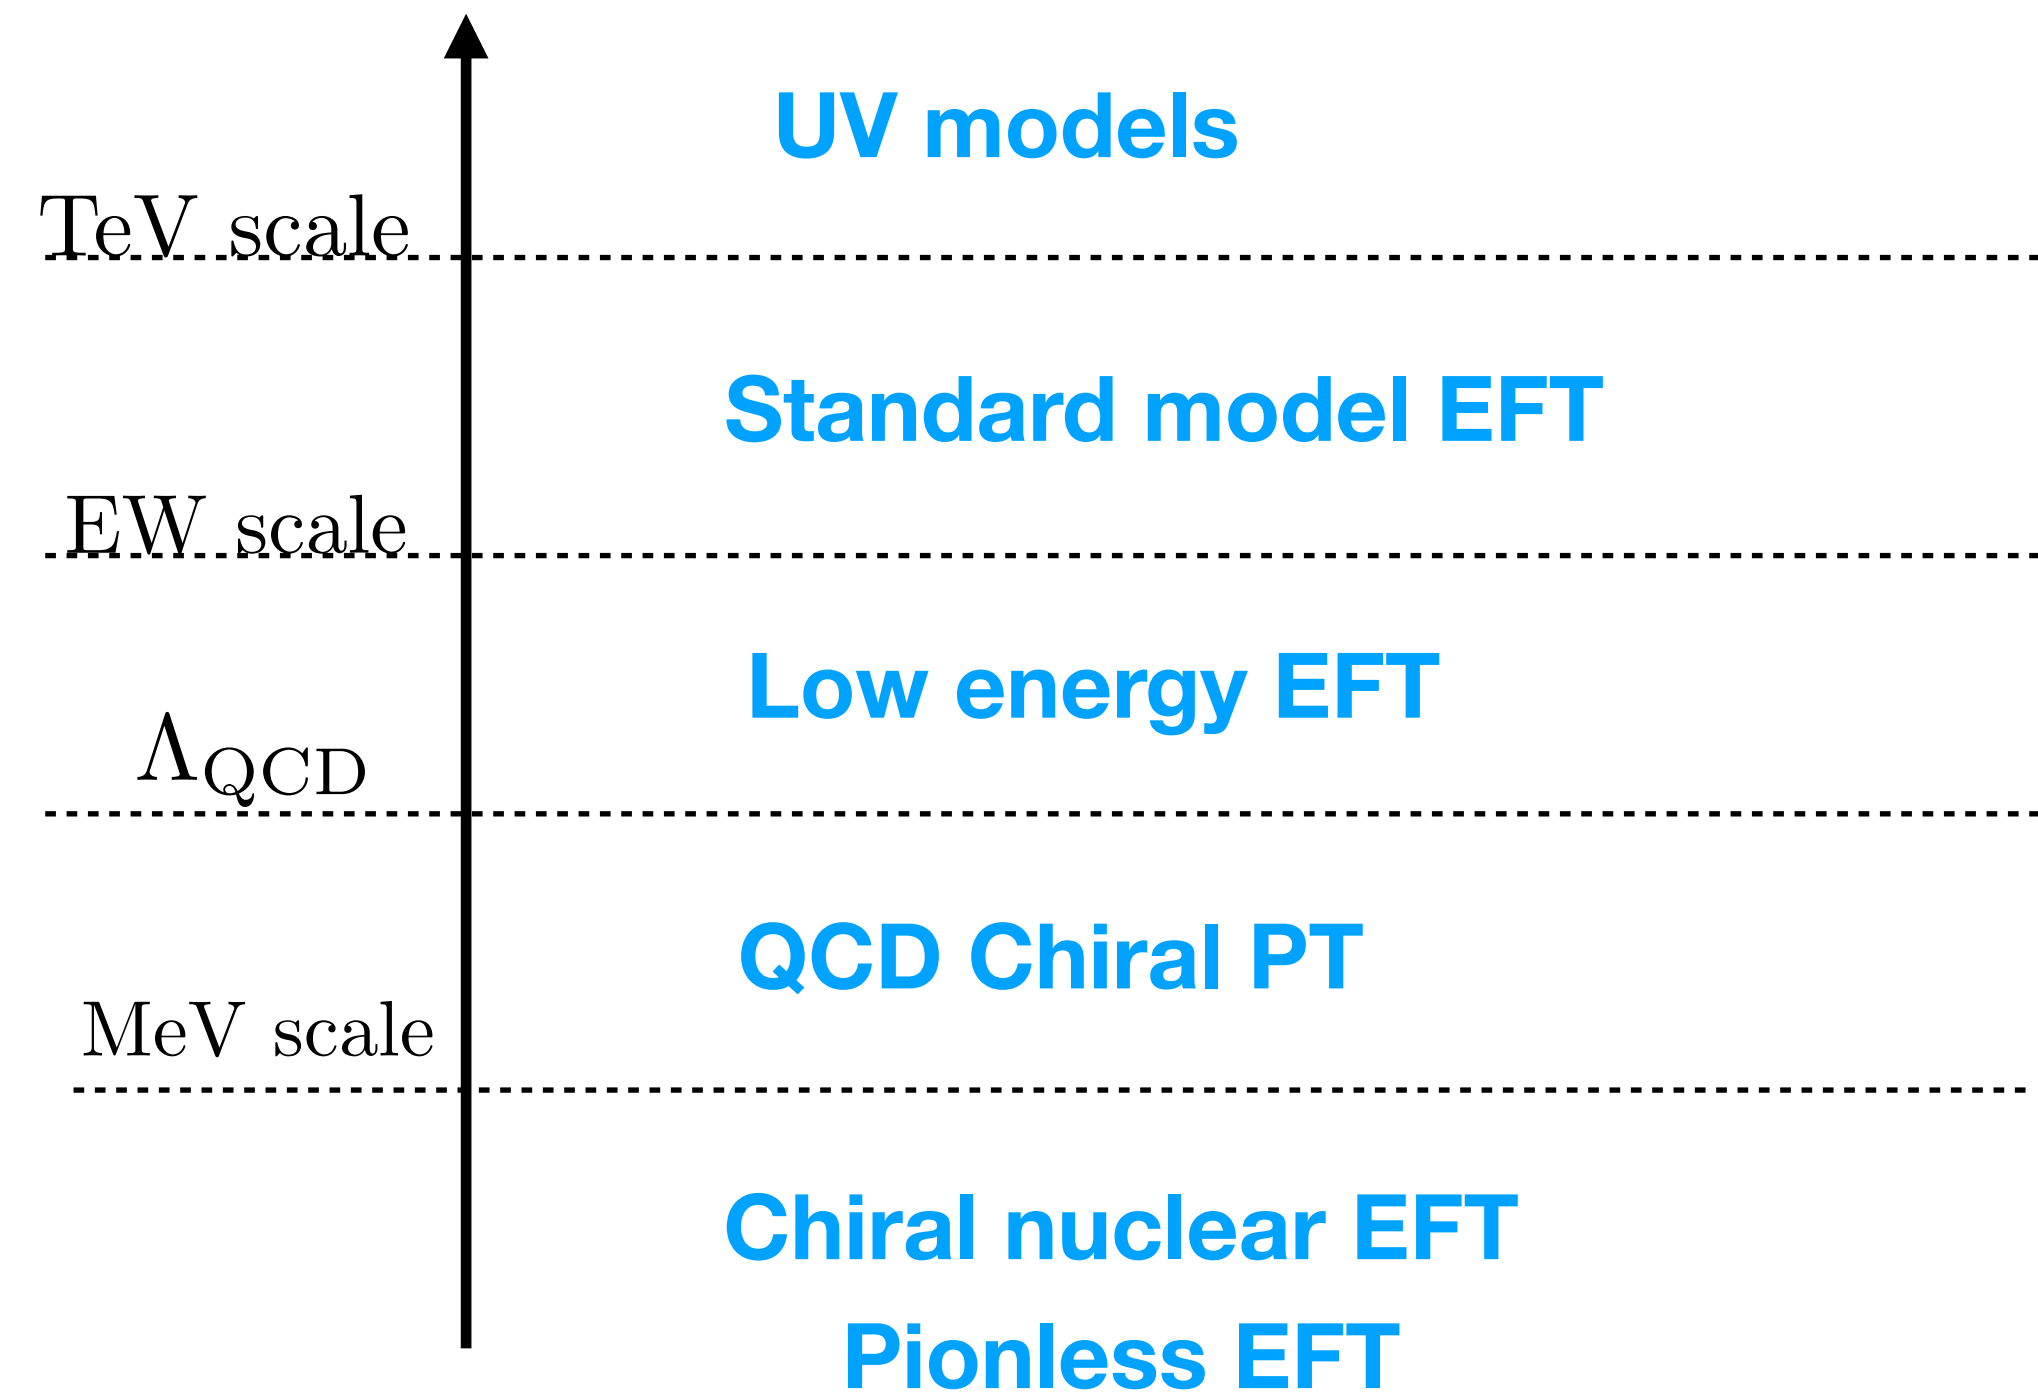 UV models
TeV scale
Standard model EFT
EW scale
Low energy EFT
Λ_QCD
QCD Chiral PT
MeV scale
Chiral nuclear EFT
Pionless EFT